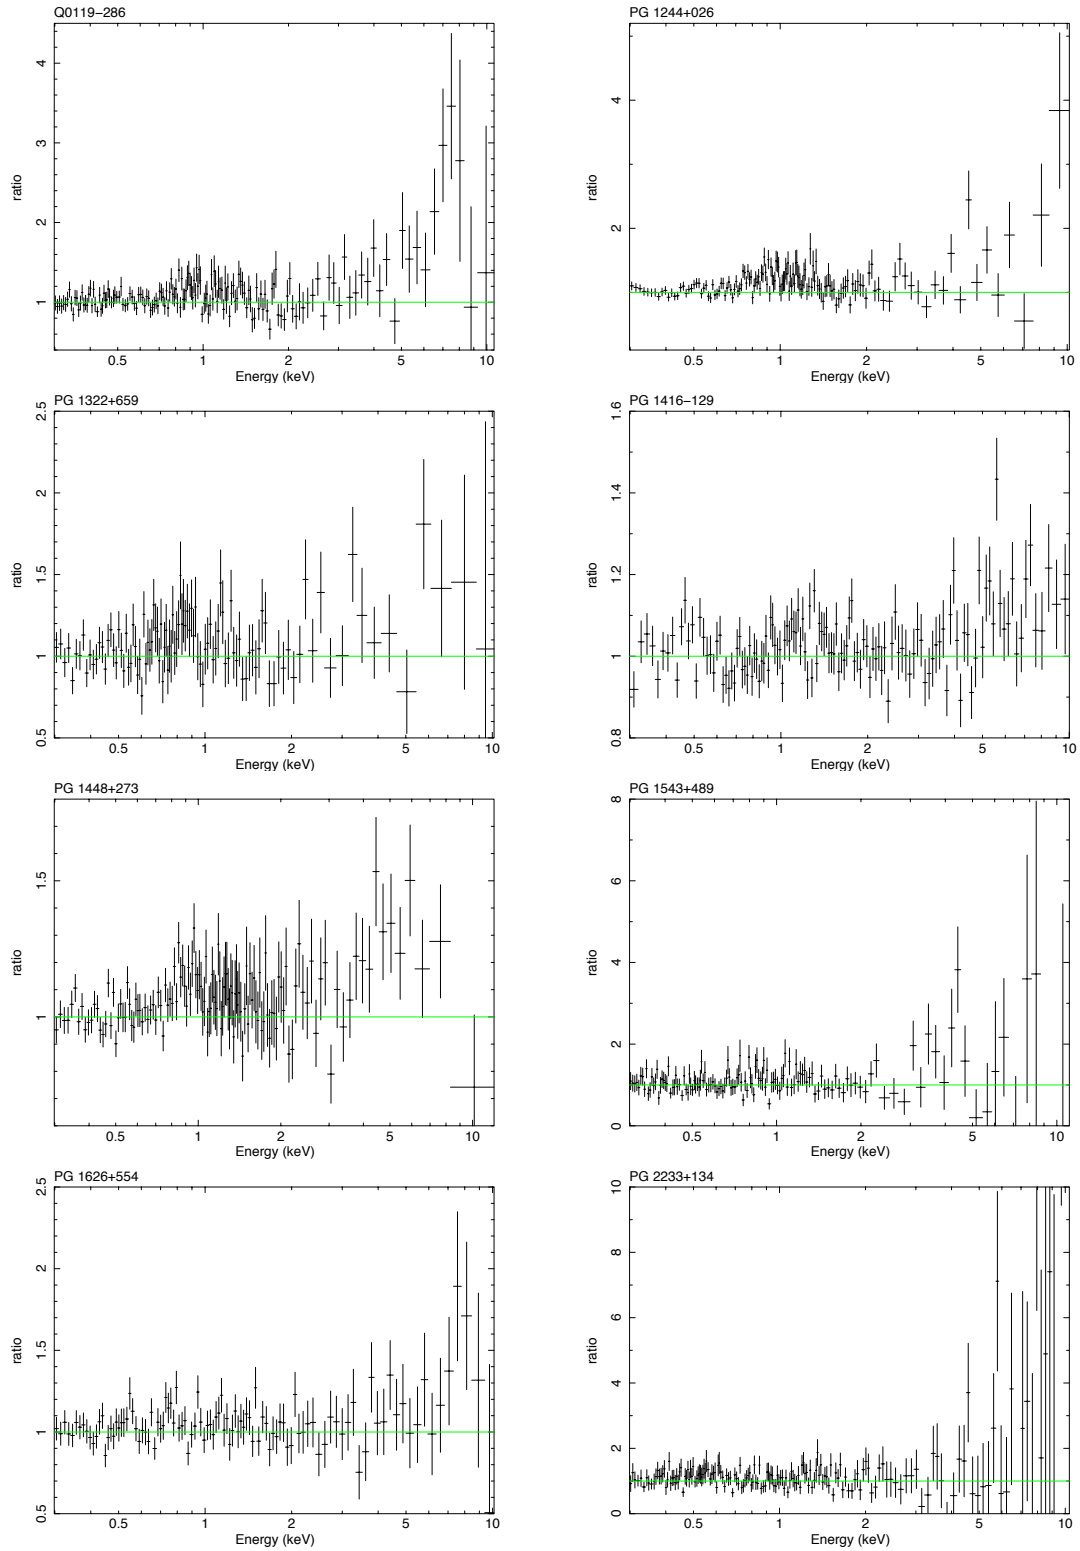 Q0119−286
ratio
4
3
2
1
0.5 1 2 5 10
Energy (keV)
PG 1244+026
ratio
4
2
0.5 1 2 5 10
Energy (keV)
PG 1322+659
ratio
2.5
2
1.5
1
0.5
0.5 1 2 5 10
Energy (keV)
PG 1416−129
ratio
1.6
1.4
1.2
1
0.8
0.5 1 2 5 10
Energy (keV)
PG 1448+273
ratio
1.5
1
0.5 1 2 5 10
Energy (keV)
PG 1543+489
ratio
8
6
4
2
0
0.5 1 2 5 10
Energy (keV)
PG 1626+554
ratio
2.5
2
1.5
1
0.5
0.5 1 2 5 10
Energy (keV)
PG 2233+134
ratio
10
8
6
4
2
0
0.5 1 2 5 10
Energy (keV)